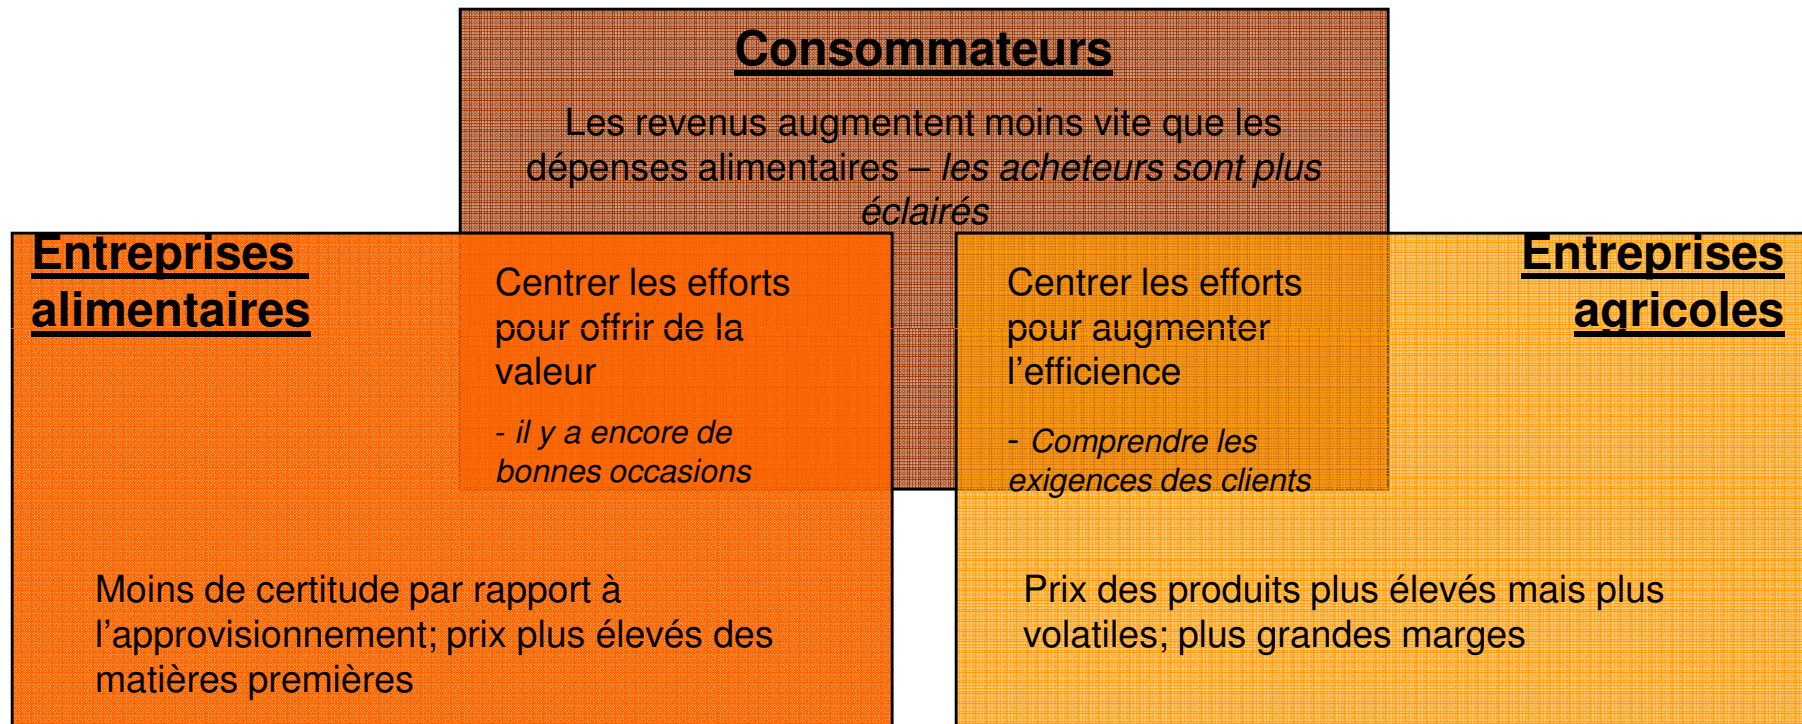 Consommateurs
Les revenus augmentent moins vite que les
dépenses alimentaires – les acheteurs sont plus
éclairés
Entreprises
alimentaires
Centrer les efforts
pour offrir de la
valeur
- il y a encore de
bonnes occasions
Moins de certitude par rapport à
l’approvisionnement; prix plus élevés des
matières premières
Entreprises
agricoles
Centrer les efforts
pour augmenter
l’efficience
- Comprendre les
exigences des clients
Prix des produits plus élevés mais plus
volatiles; plus grandes marges